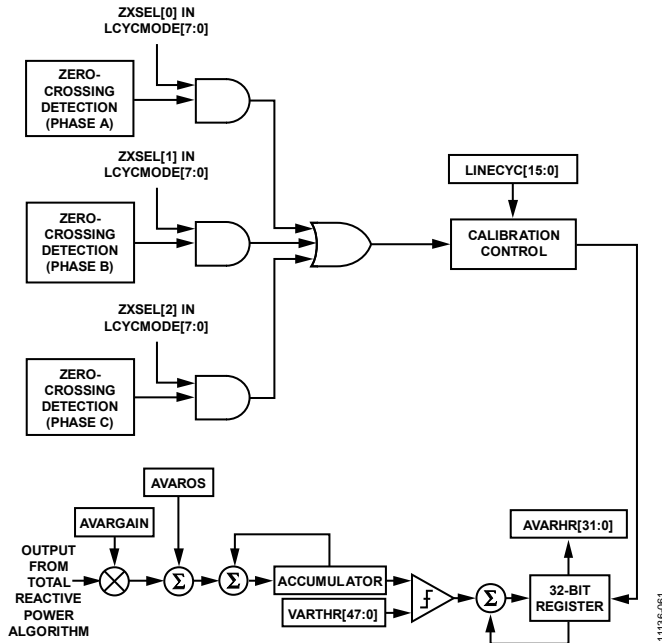 ZXSEL[0] IN
LCYCMODE[7:0]
ZERO-
CROSSING
DETECTION
(PHASE A)
ZXSEL[1] IN
LCYCMODE[7:0]
ZERO-
CROSSING
DETECTION
(PHASE B)
LINECYC[15:0]
CALIBRATION
CONTROL
ZXSEL[2] IN
LCYCMODE[7:0]
ZERO-
CROSSING
DETECTION
(PHASE C)
AVAROS
AVARGAIN
OUTPUT
FROM
TOTAL
REACTIVE
POWER
ALGORITHM
Σ
Σ
ACCUMULATOR
VARTHR[47:0]
Σ
AVARHR[31:0]
32-BIT
REGISTER
11136-061